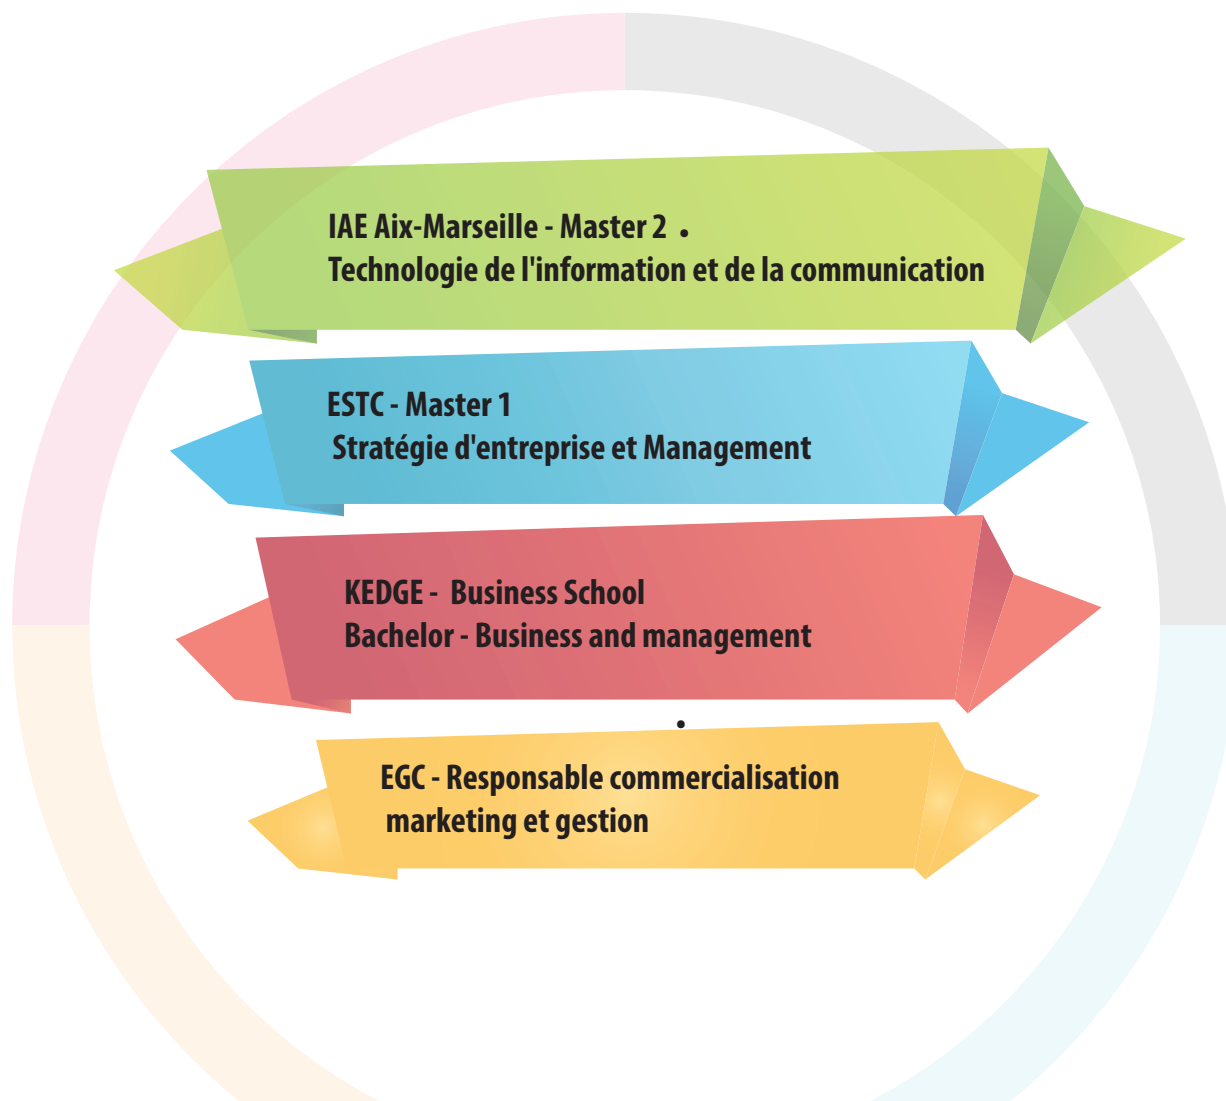 IAE Aix-Marseille - Master 2 .
Technologie de l'information et de la communication
ESTC - Master 1
Stratégie d'entreprise et Management
KEDGE - Business School
Bachelor - Business and management
EGC - Responsable commercialisation
marketing et gestion